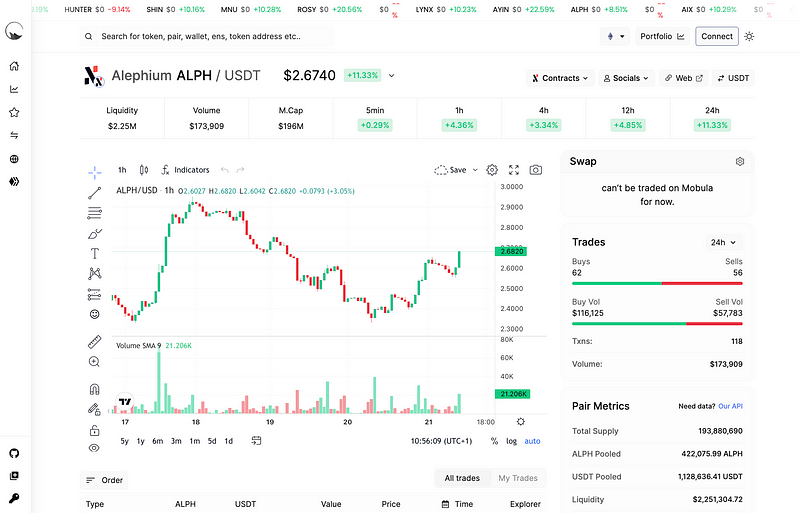 9.19% HUNTER $0 -9.14% SHIN $0 +10.16% MNU $0 +10.28% ROSY $0 +20.56% $0 --% LYNX $0 +10.23% AYIN $0 +22.59% ALPH $0 +8.51% $0 --% AIX $0 +10.29% $0 %
Search for token, pair, wallet, ens, token address etc..
Portfolio
Connect
Alephium ALPH / USDT
$2.6740
+11.33%
Contracts
Socials
Web
USDT
Liquidity
$2.25M
Volume
$173,909
M.Cap
$196M
5min
+0.29%
1h
+4.36%
4h
+3.34%
12h
+4.85%
24h
+11.33%
1h
Indicators
Save
ALPH/USD · 1h O2.6027 H2.6820 L2.6042 C2.6820 +0.0793 (+3.05%)
3.0000
2.9000
2.8000
2.6820
2.6000
2.5000
2.4000
2.3000
Volume SMA 9 21.206K
80K
60K
40K
21.206K
17 18 19 20 21 18:00
5y 1y 6m 3m 1m 5d 1d
10:56:09 (UTC+1)
% log auto
Order
All trades
My Trades
Type ALPH USDT Value Price Time Explorer
Swap
can't be traded on Mobula
for now.
Trades
24h
Buys Sells
62 56
Buy Vol Sell Vol
$116,125 $57,783
Txns: 118
Volume: $173,909
Pair Metrics
Need data? Our API
Total Supply 193,880,690
ALPH Pooled 422,075.99 ALPH
USDT Pooled 1,128,636.41 USDT
Liquidity $2,251,304.72